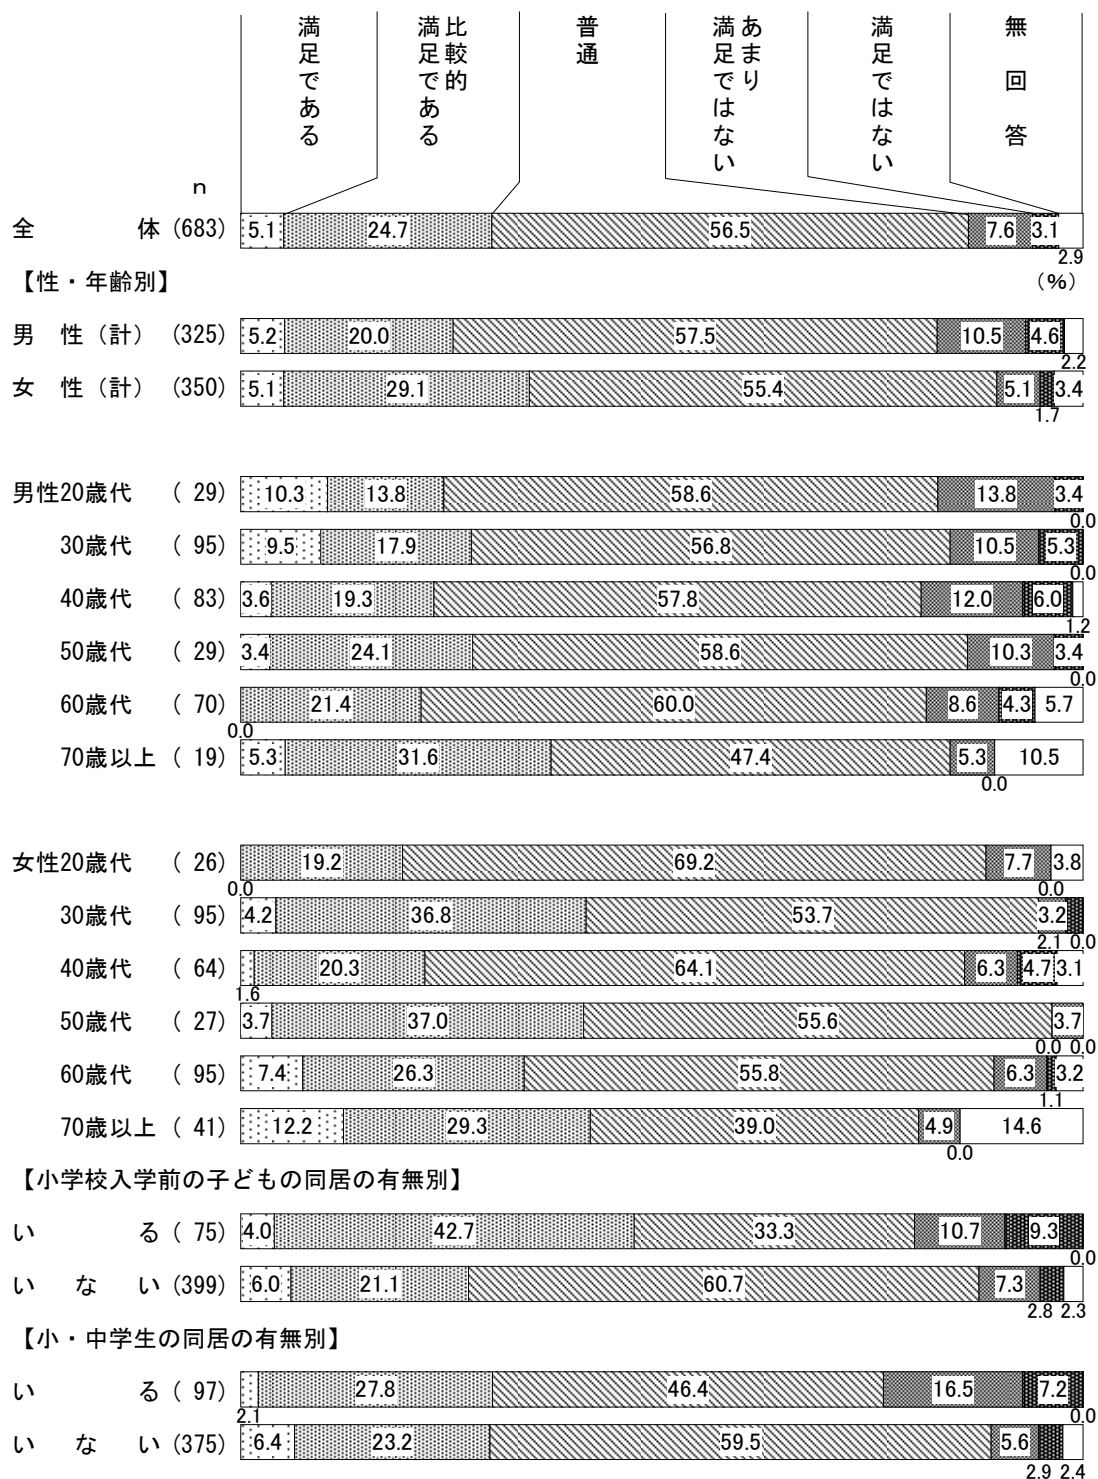 満足である
比較的
満足である
普通
あまり
満足ではない
満足ではない
無回答
n
全体 (683) 5.1 24.7 56.5 7.6 3.1
2.9
【性・年齢別】 (%)
男性(計) (325) 5.2 20.0 57.5 10.5 4.6
2.2
女性(計) (350) 5.1 29.1 55.4 5.1 3.4
1.7
男性20歳代 ( 29) 10.3 13.8 58.6 13.8 3.4
0.0
30歳代 ( 95) 9.5 17.9 56.8 10.5 5.3
0.0
40歳代 ( 83) 3.6 19.3 57.8 12.0 6.0
1.2
50歳代 ( 29) 3.4 24.1 58.6 10.3 3.4
0.0
60歳代 ( 70) 21.4 60.0 8.6 4.3 5.7
0.0
70歳以上 ( 19) 5.3 31.6 47.4 5.3 10.5
0.0
女性20歳代 ( 26) 19.2 69.2 7.7 3.8
0.0 0.0
30歳代 ( 95) 4.2 36.8 53.7 3.2
2.1 0.0
40歳代 ( 64) 20.3 64.1 6.3 4.7 3.1
1.6
50歳代 ( 27) 3.7 37.0 55.6 3.7
0.0 0.0
60歳代 ( 95) 7.4 26.3 55.8 6.3 3.2
1.1
70歳以上 ( 41) 12.2 29.3 39.0 4.9 14.6
0.0
【小学校入学前の子どもの同居の有無別】
いる ( 75) 4.0 42.7 33.3 10.7 9.3
0.0
いない (399) 6.0 21.1 60.7 7.3
2.8 2.3
【小・中学生の同居の有無別】
いる ( 97) 27.8 46.4 16.5 7.2
2.1 0.0
いない (375) 6.4 23.2 59.5 5.6
2.9 2.4